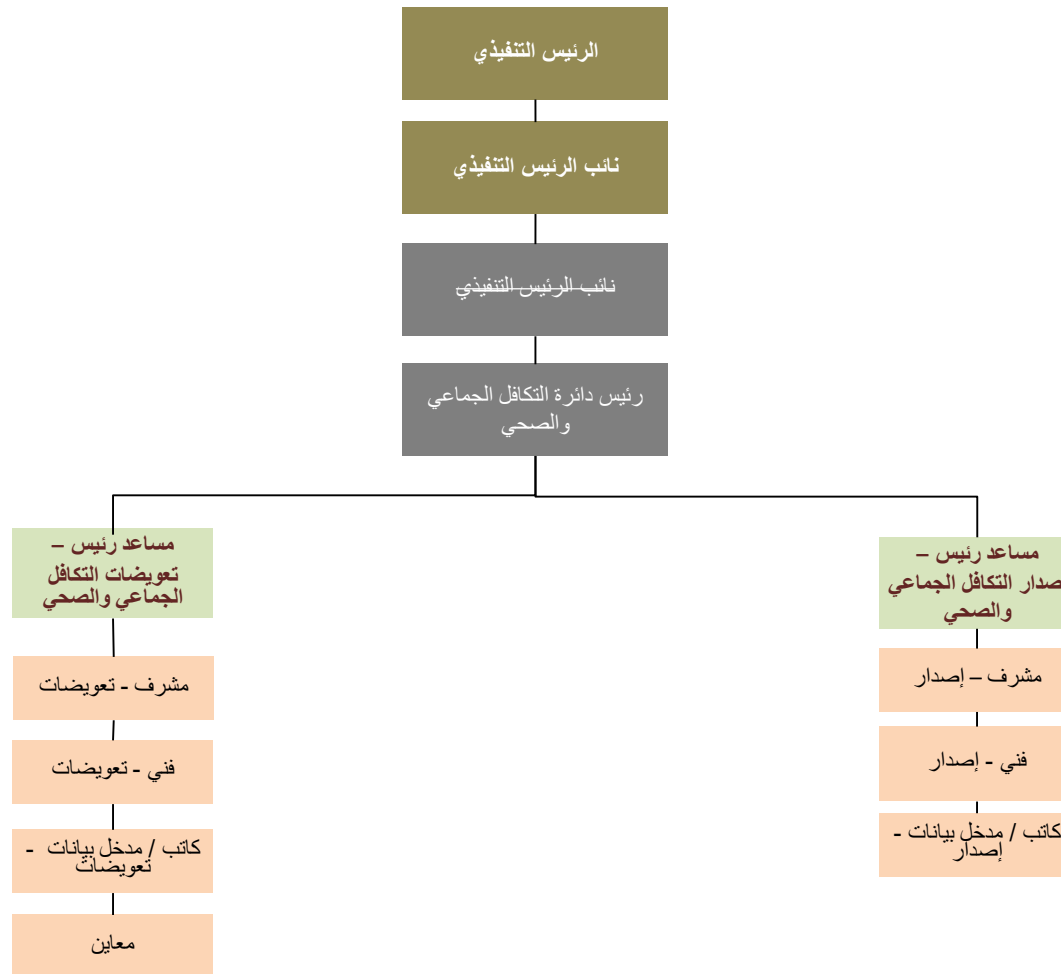 الرئيس التنفيذي
نائب الرئيس التنفيذي
نائب الرئيس التنفيذي
رئيس دائرة التكافل الجماعي
والصحي
مساعد رئيس –
صدار التكافل الجماعي
والصحي
مشرف – إصدار
فني - إصدار
كاتب / مدخل بيانات -
إصدار
مساعد رئيس –
تعويضات التكافل
الجماعي والصحي
مشرف - تعويضات
فني - تعويضات
كاتب / مدخل بيانات -
تعويضات
معاين